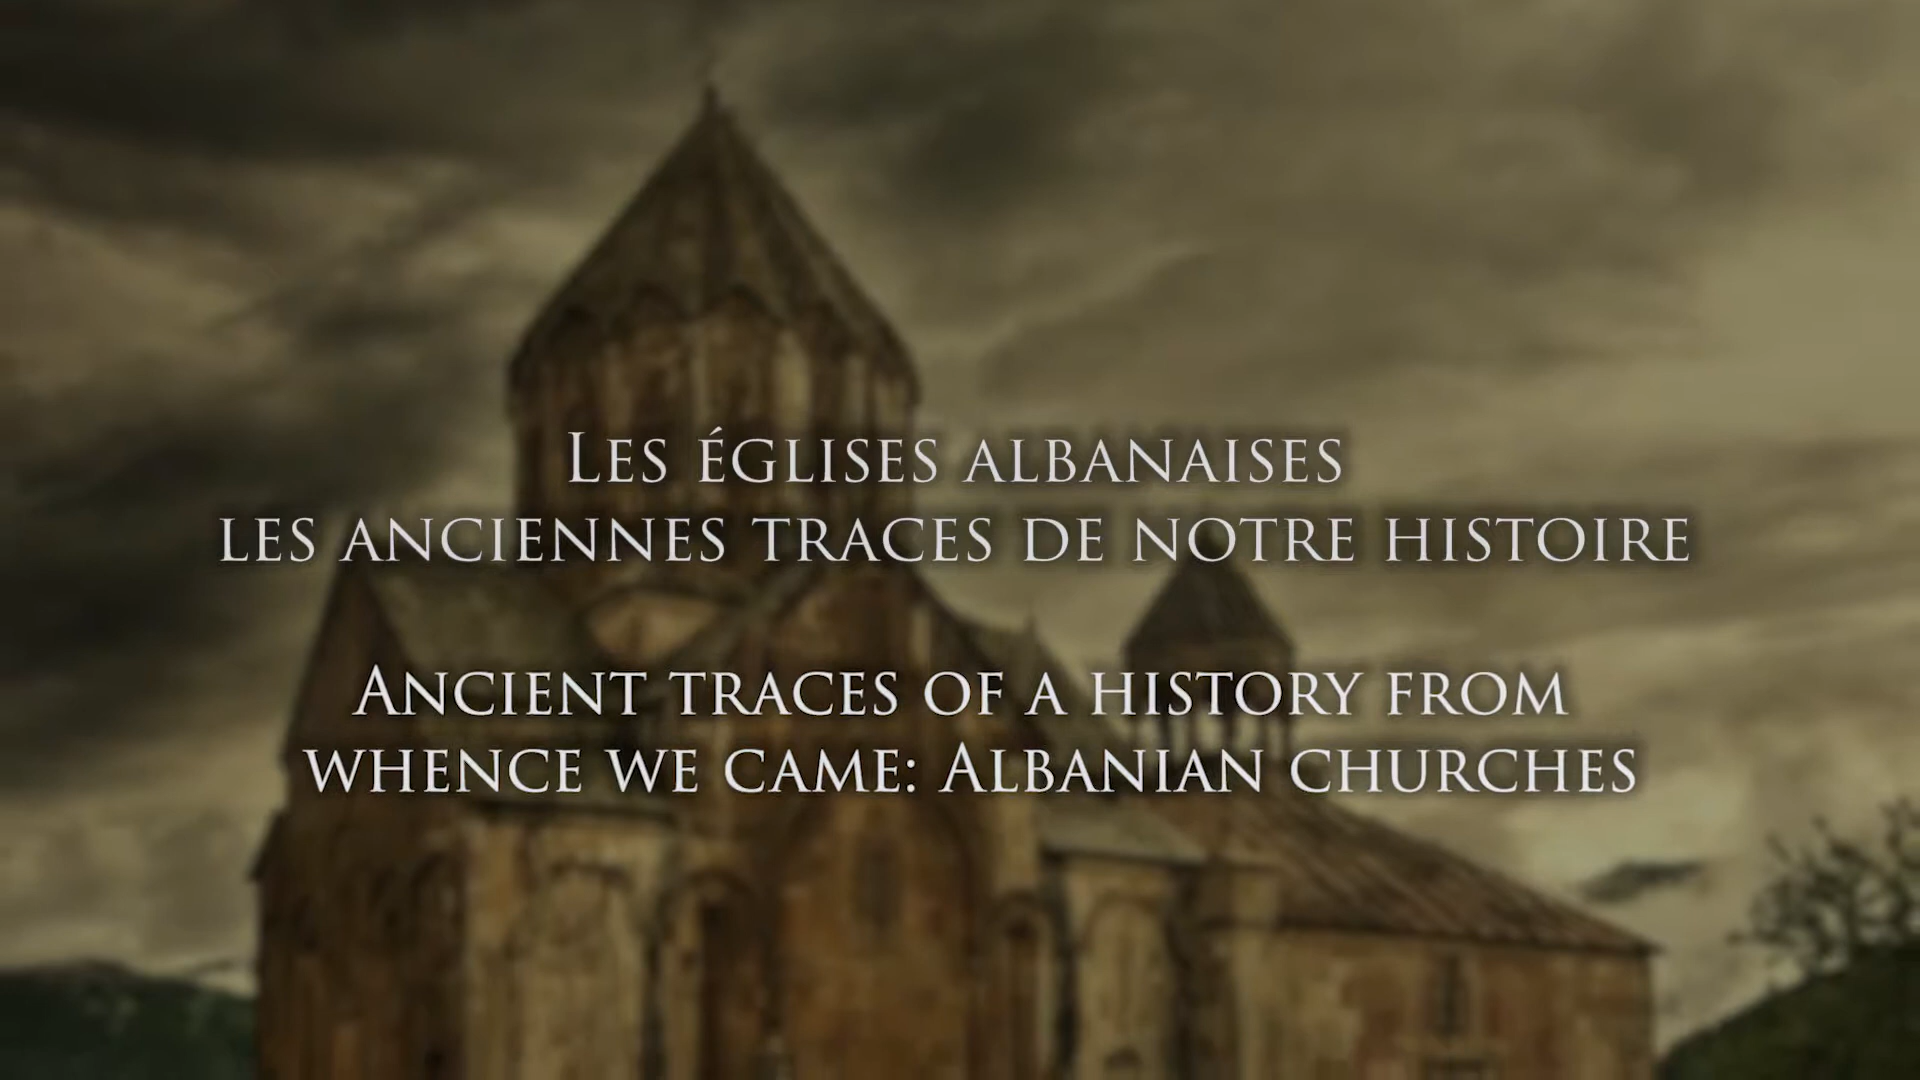 Les églises albanaises
les anciennes traces de notre histoire
Ancient traces of a history from
whence we came: Albanian churches